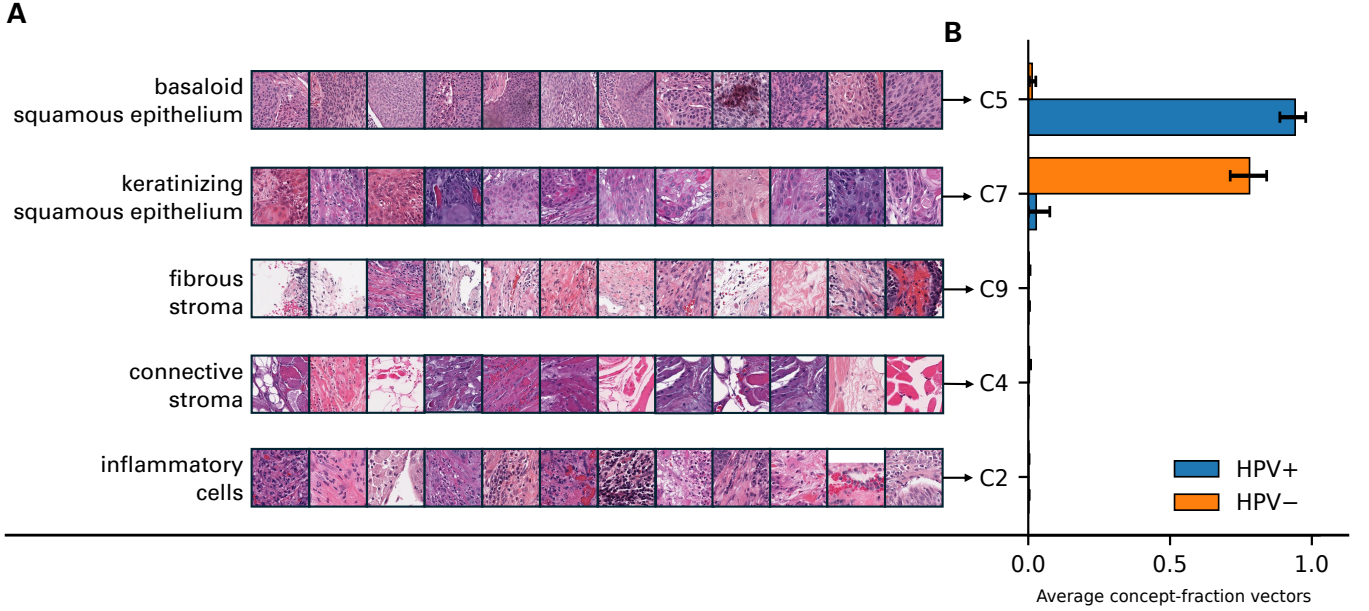 A
B
basaloid
squamous epithelium
C5
keratinizing
squamous epithelium
C7
fibrous
stroma
C9
connective
stroma
C4
inflammatory
cells
C2
HPV+
HPV−
0.0
0.5
1.0
Average concept-fraction vectors